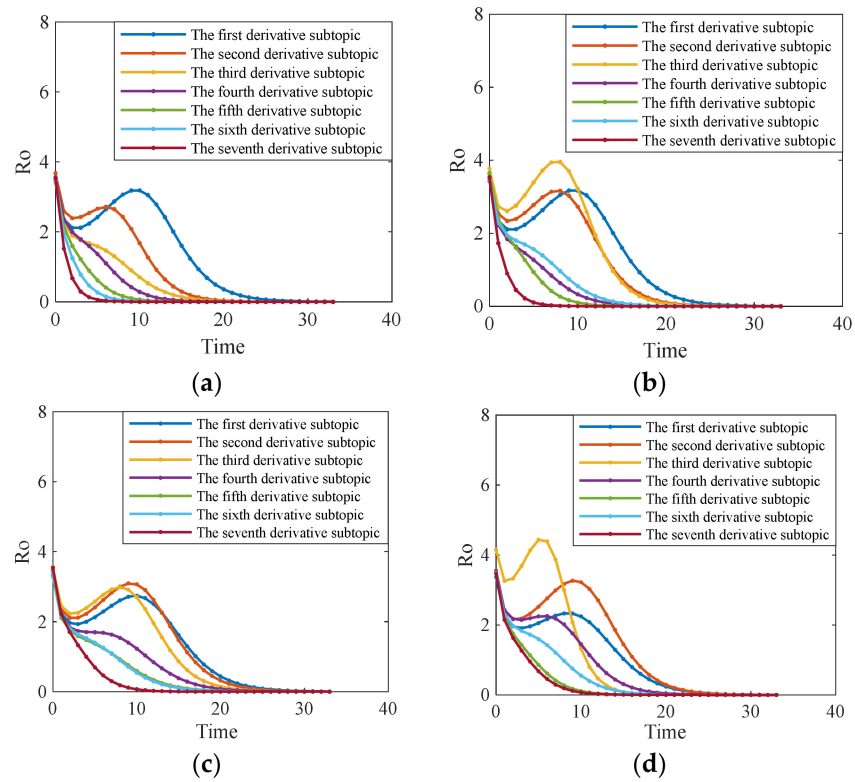 8
6
4
2
0
Ro
The first derivative subtopic
The second derivative subtopic
The third derivative subtopic
The fourth derivative subtopic
The fifth derivative subtopic
The sixth derivative subtopic
The seventh derivative subtopic
0 10 20 30 40
Time
(a)
8
6
4
2
0
Ro
The first derivative subtopic
The second derivative subtopic
The third derivative subtopic
The fourth derivative subtopic
The fifth derivative subtopic
The sixth derivative subtopic
The seventh derivative subtopic
0 10 20 30 40
Time
(b)
8
6
4
2
0
Ro
The first derivative subtopic
The second derivative subtopic
The third derivative subtopic
The fourth derivative subtopic
The fifth derivative subtopic
The sixth derivative subtopic
The seventh derivative subtopic
0 10 20 30 40
Time
(c)
8
6
4
2
0
Ro
The first derivative subtopic
The second derivative subtopic
The third derivative subtopic
The fourth derivative subtopic
The fifth derivative subtopic
The sixth derivative subtopic
The seventh derivative subtopic
0 10 20 30 40
Time
(d)